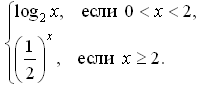 log₂ x, если 0 < x < 2,
(1/2)ˣ, если x ≥ 2.